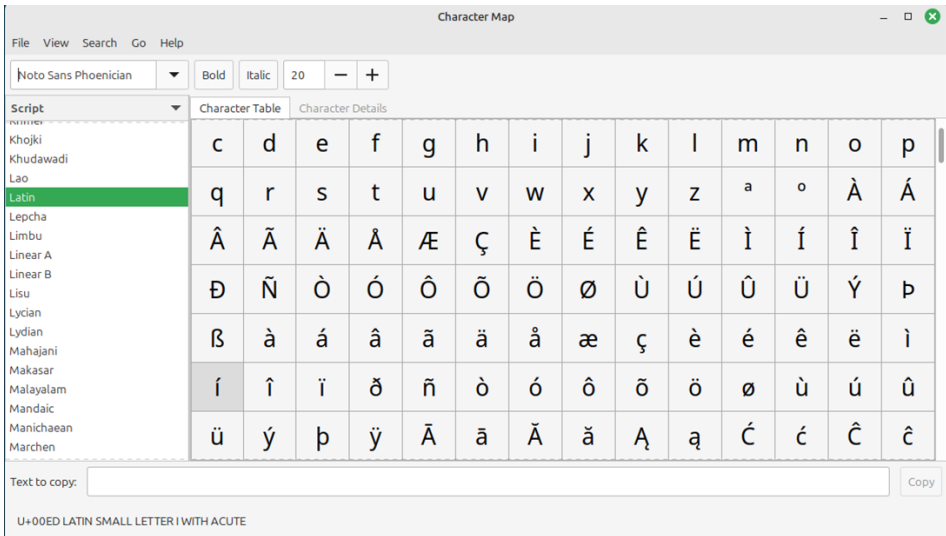 Character Map
File View Search Go Help
Noto Sans Phoenician Bold Italic 20 − +
Script
Character Table Character Details
Khmer
Khojki
Khudawadi
Lao
Latin
Lepcha
Limbu
Linear A
Linear B
Lisu
Lycian
Lydian
Mahajani
Makasar
Malayalam
Mandaic
Manichaean
Marchen
c d e f g h i j k l m n o p
q r s t u v w x y z ª º À Á
Â Ã Ä Å Æ Ç È É Ê Ë Ì Í Î Ï
Ð Ñ Ò Ó Ô Õ Ö Ø Ù Ú Û Ü Ý Þ
ß à á â ã ä å æ ç è é ê ë ì
í î ï ð ñ ò ó ô õ ö ø ù ú û
ü ý þ ÿ Ā ā Ă ă Ą ą Ć ć Ĉ ĉ
Text to copy: Copy
U+00ED LATIN SMALL LETTER I WITH ACUTE